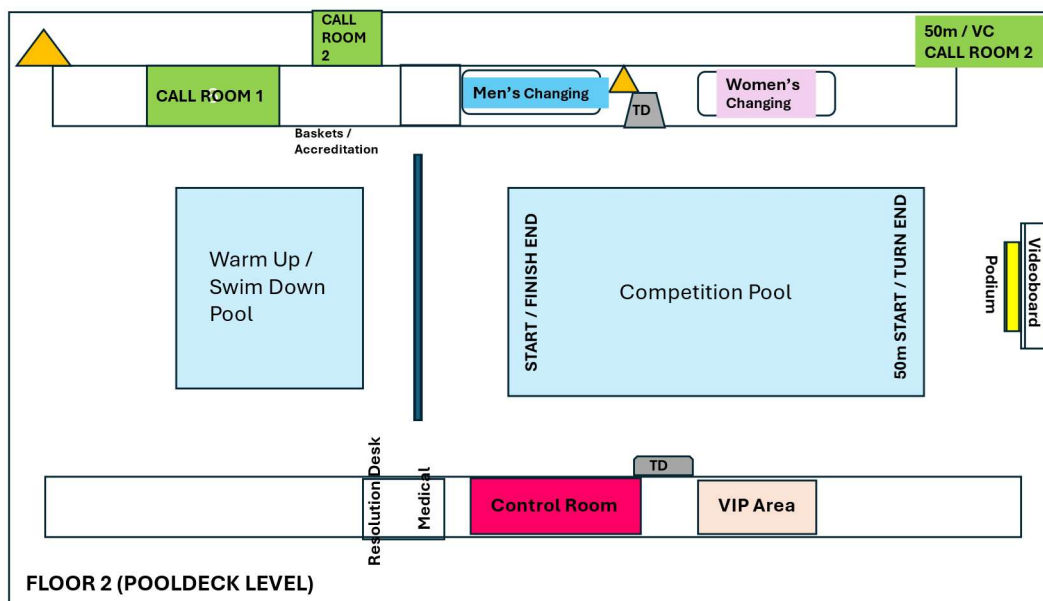 CALL
ROOM
2
50m / VC
CALL ROOM 2
CALL ROOM 1
Men's Changing
TD
Women's
Changing
Baskets /
Accreditation
Warm Up /
Swim Down
Pool
START / FINISH END
Competition Pool
50m START / TURN END
Podium
Videoboard
Resolution Desk
Medical
Control Room
TD
VIP Area
FLOOR 2 (POOLDECK LEVEL)